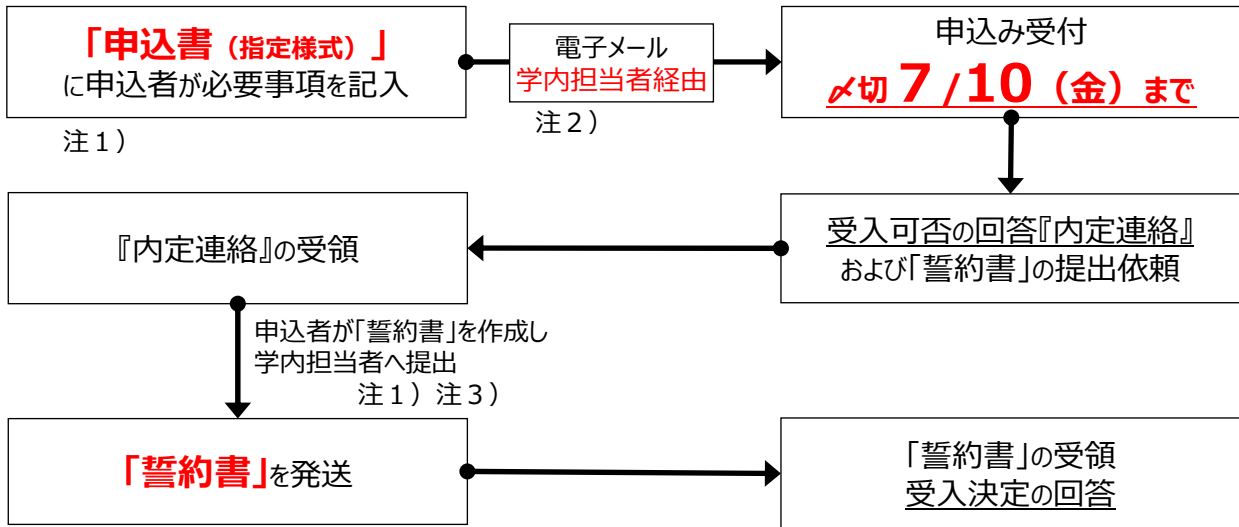 「申込書（指定様式）」
に申込者が必要事項を記入
注１）
電子メール
学内担当者経由
注２）
申込み受付
〆切 7 /10（金）まで
受入可否の回答『内定連絡』
および「誓約書」の提出依頼
『内定連絡』の受領
申込者が「誓約書」を作成し
学内担当者へ提出
注１）注３）
「誓約書」を発送
「誓約書」の受領
受入決定の回答